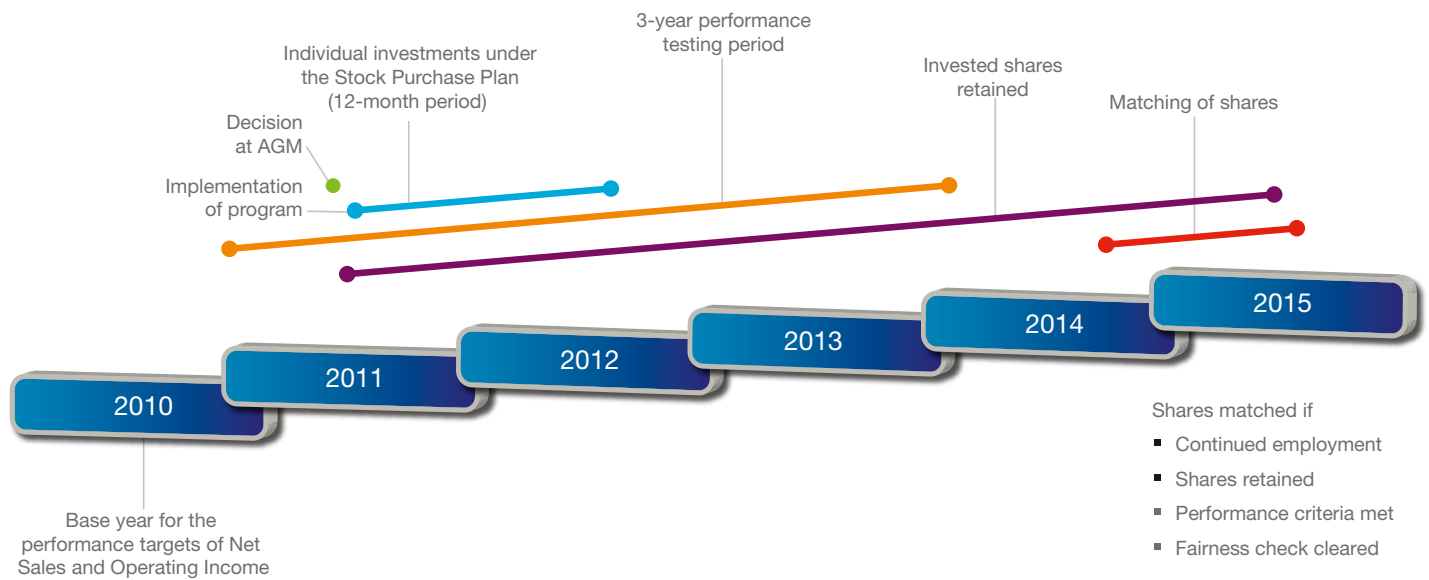 3-year performance
testing period
Individual investments under
the Stock Purchase Plan
(12-month period)
Invested shares
retained
Matching of shares
Decision
at AGM
Implementation
of program
2010
2011
2012
2013
2014
2015
Base year for the
performance targets of Net
Sales and Operating Income
Shares matched if
▪ Continued employment
▪ Shares retained
▪ Performance criteria met
▪ Fairness check cleared